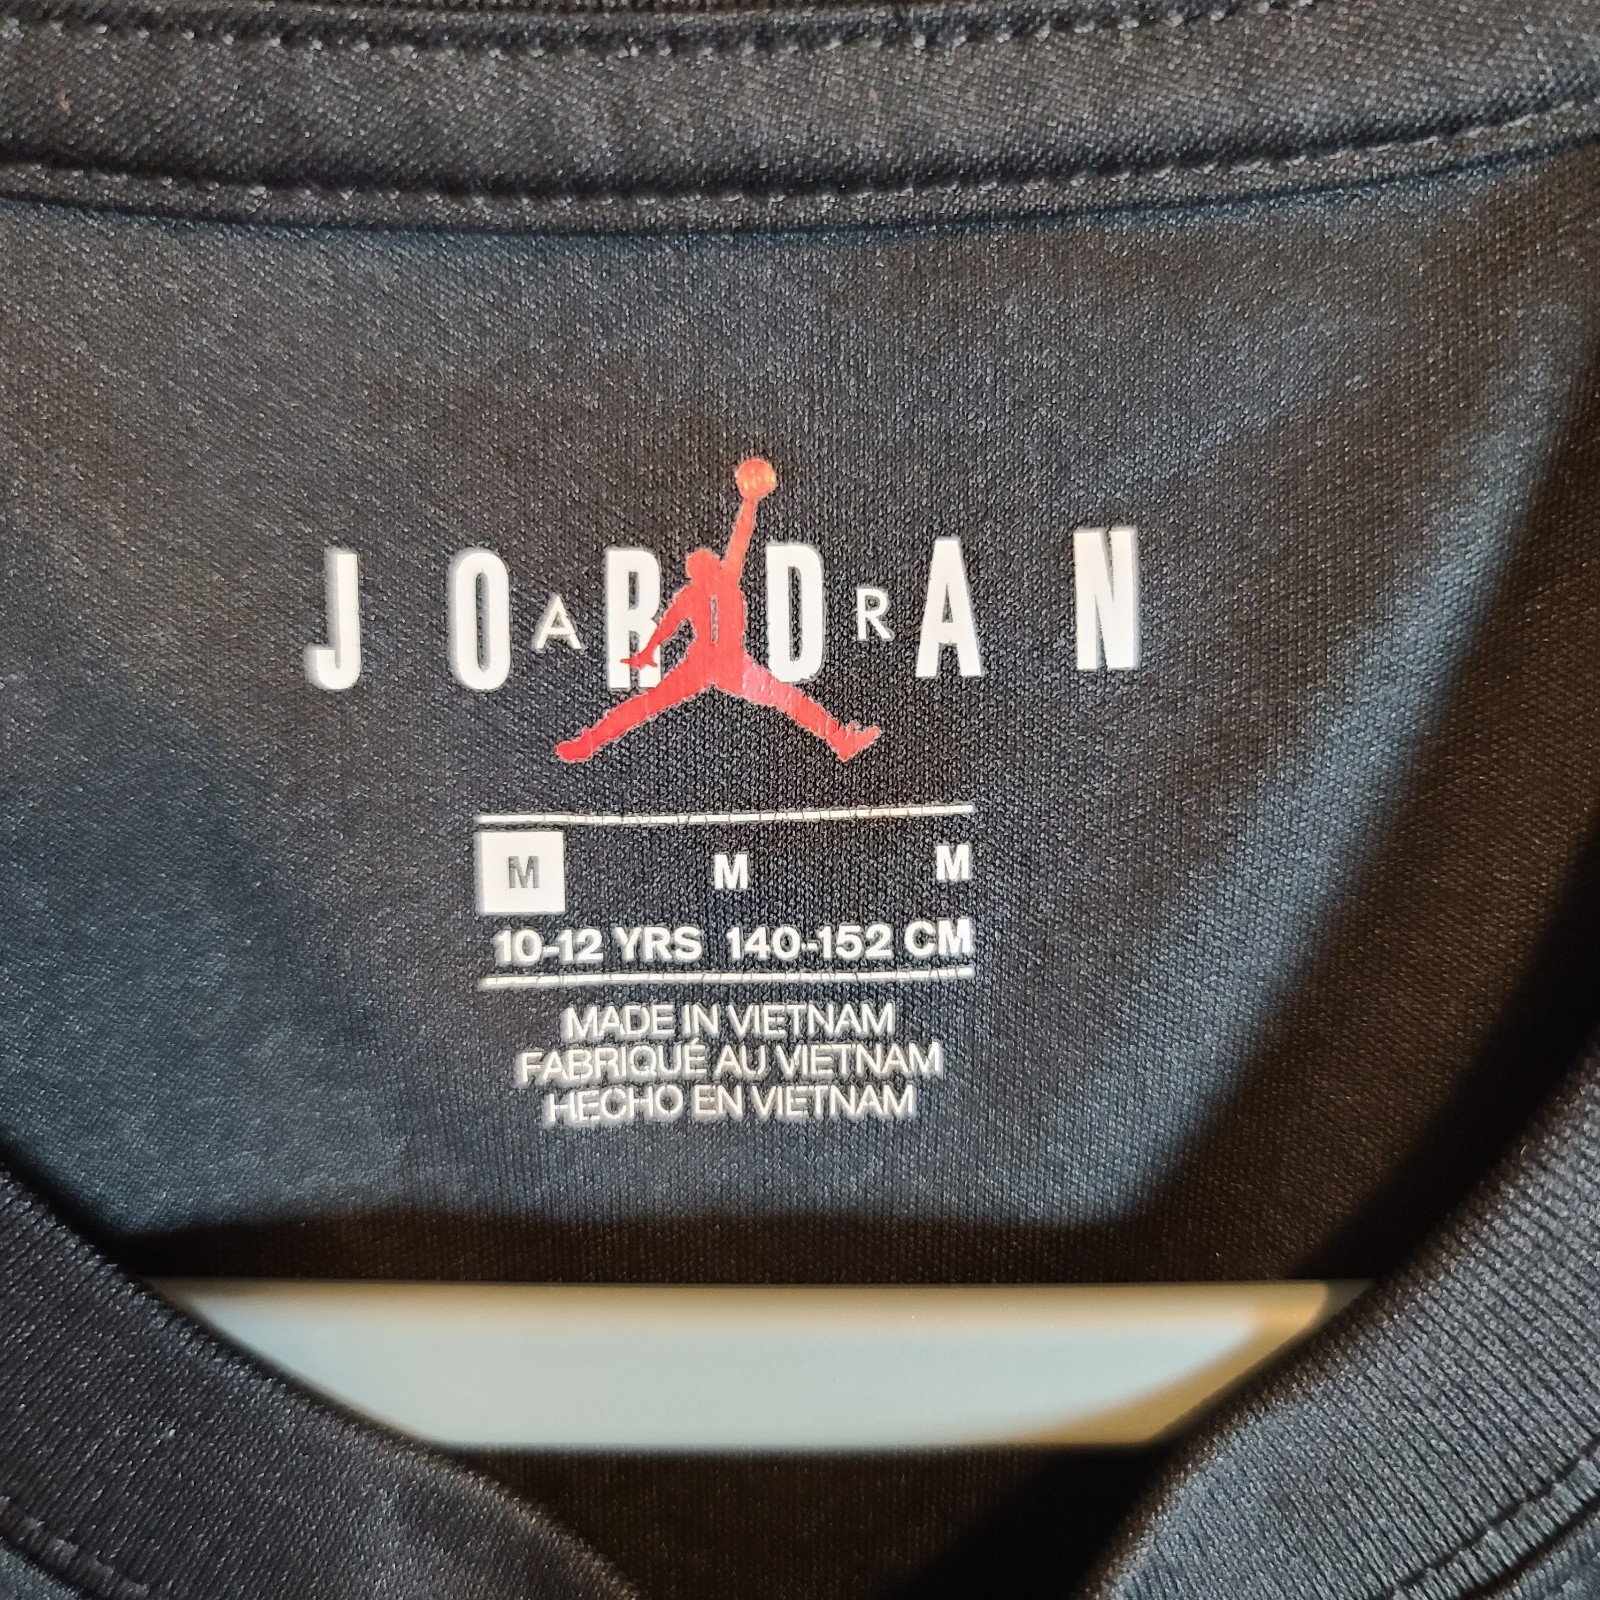 JORDAN
AIR
M M M
10-12 YRS 140-152 CM
MADE IN VIETNAM
FABRIQUÉ AU VIETNAM
HECHO EN VIETNAM